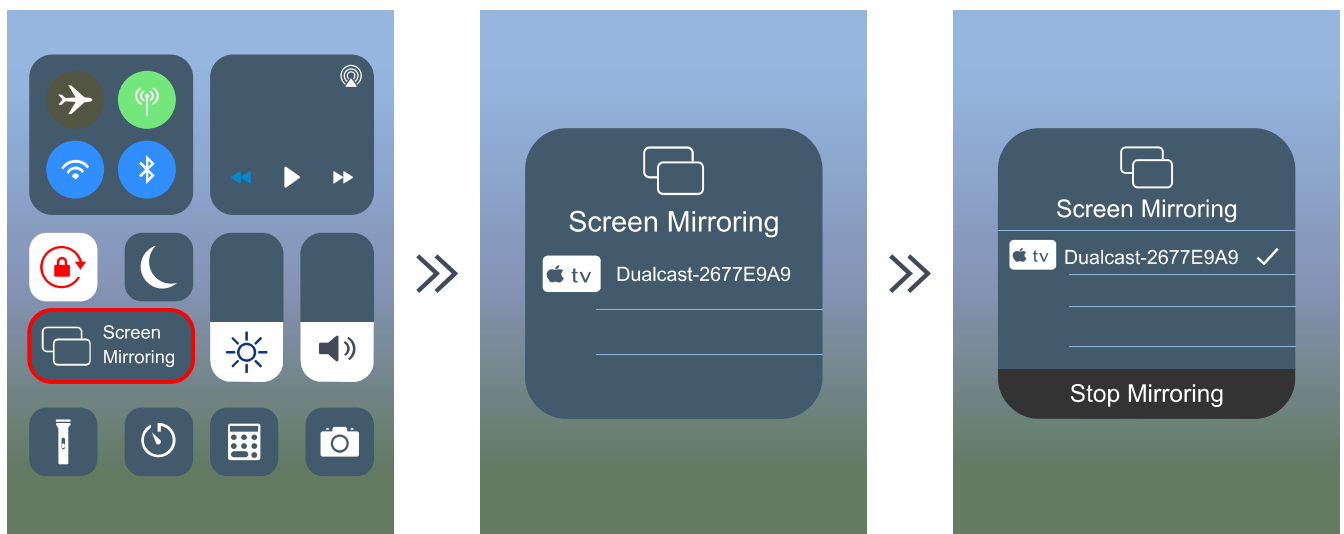 Screen
Mirroring
Screen Mirroring
tv Dualcast-2677E9A9
Screen Mirroring
tv Dualcast-2677E9A9
Stop Mirroring